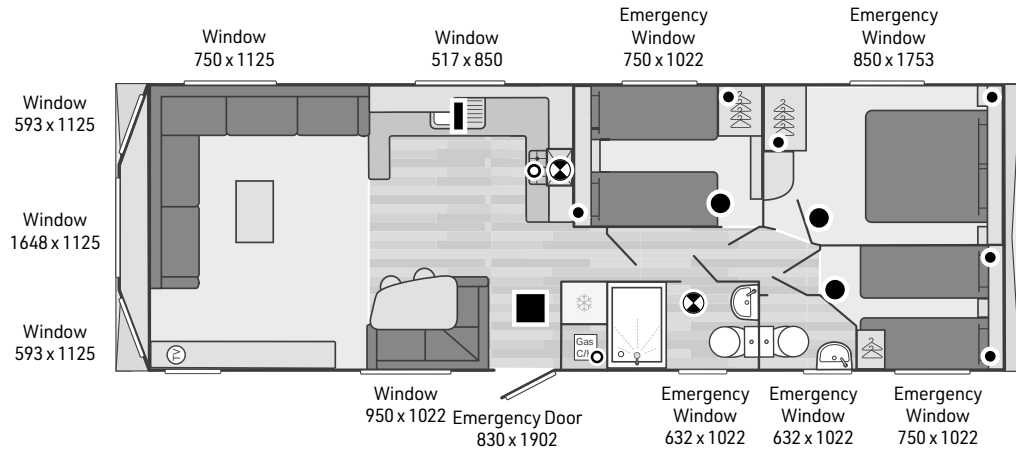 Emergency
Window
750 x 1022
Emergency
Window
850 x 1753
Window
750 x 1125
Window
517 x 850
Window
593 x 1125
Window
1648 x 1125
Window
593 x 1125
TV
Gas
C/H
Window
950 x 1022
Emergency Door
830 x 1902
Emergency
Window
632 x 1022
Emergency
Window
632 x 1022
Emergency
Window
750 x 1022